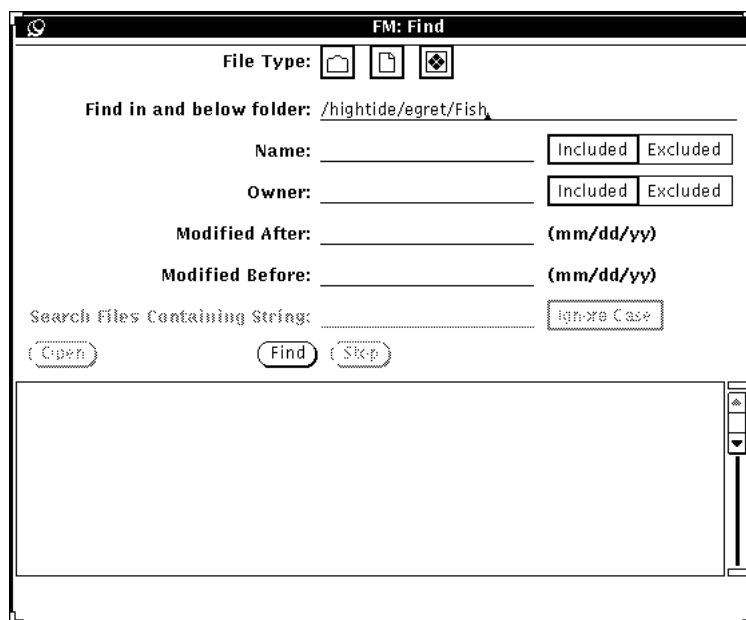 FM: Find
File Type:
Find in and below folder: /hightide/egret/Fish
Name: Included Excluded
Owner: Included Excluded
Modified After: (mm/dd/yy)
Modified Before: (mm/dd/yy)
Search Files Containing String: Ignore Case
Open Find Stop